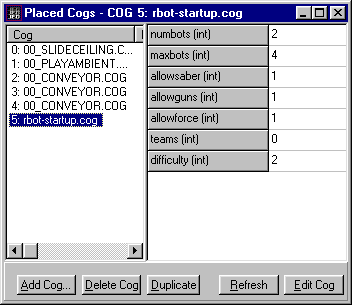 Placed Cogs - COG 5: rbot-startup.cog
Cog
0: 00_SLIDECEILING.C...
1: 00_PLAYAMBIENT....
2: 00_CONVEYOR.COG
3: 00_CONVEYOR.COG
4: 00_CONVEYOR.COG
5: rbot-startup.cog
numbots (int) 2
maxbots (int) 4
allowsaber (int) 1
allowguns (int) 1
allowforce (int) 1
teams (int) 0
difficulty (int) 2
Add Cog... Delete Cog Duplicate Refresh Edit Cog